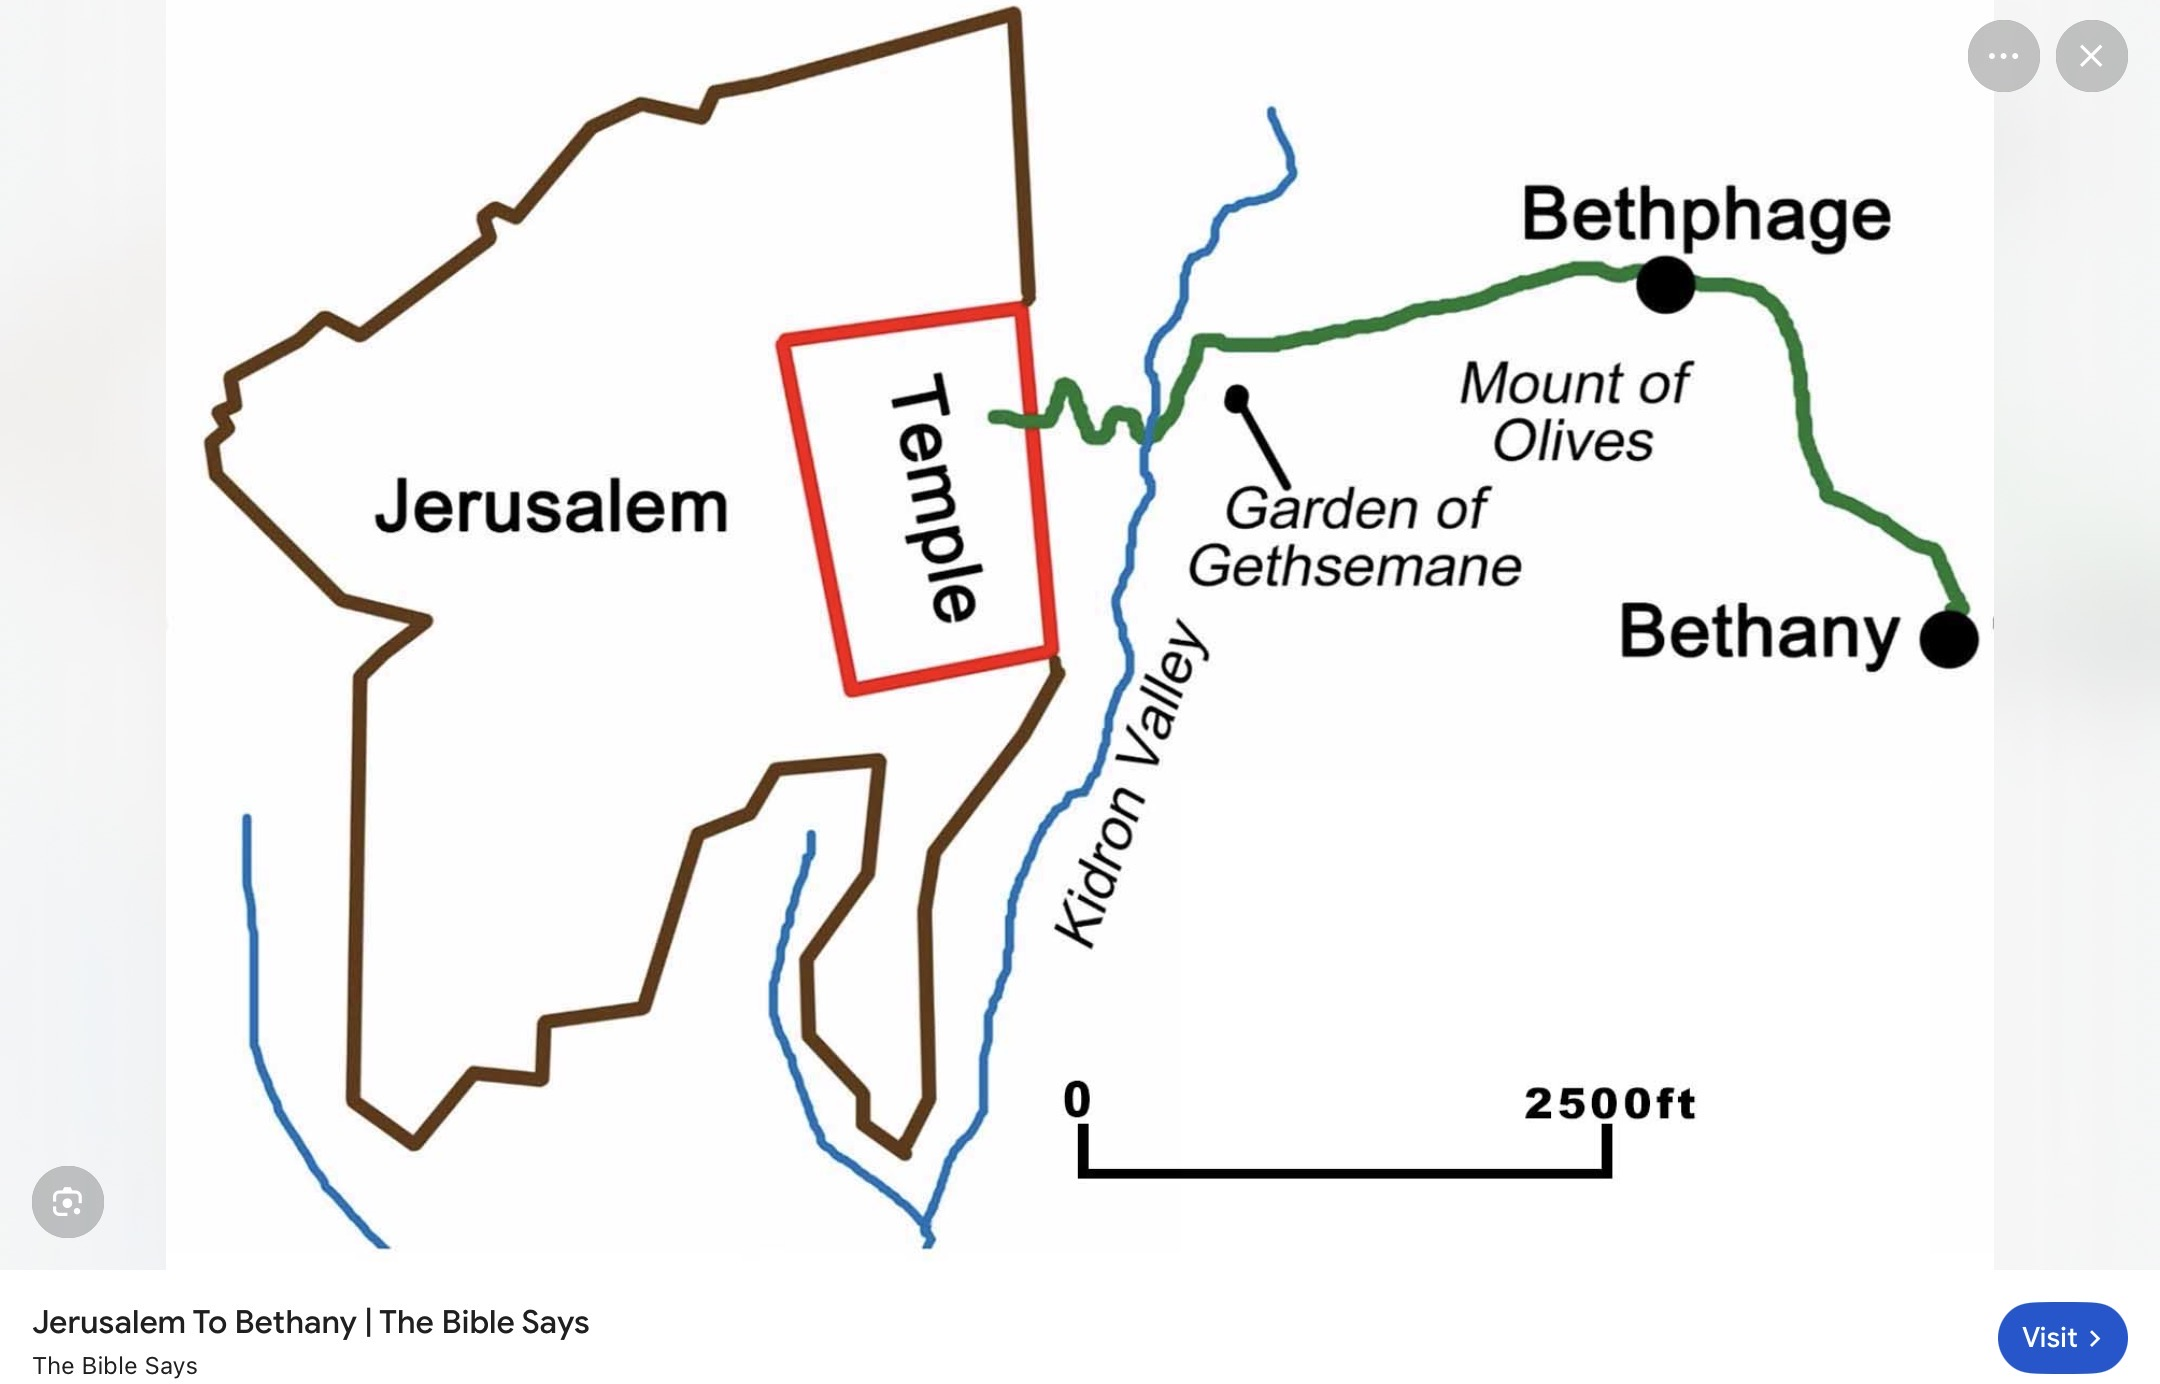 Bethphage
Mount of
Olives
Temple
Jerusalem
Garden of
Gethsemane
Bethany
Kidron Valley
0
2500ft
Jerusalem To Bethany | The Bible Says
The Bible Says
Visit